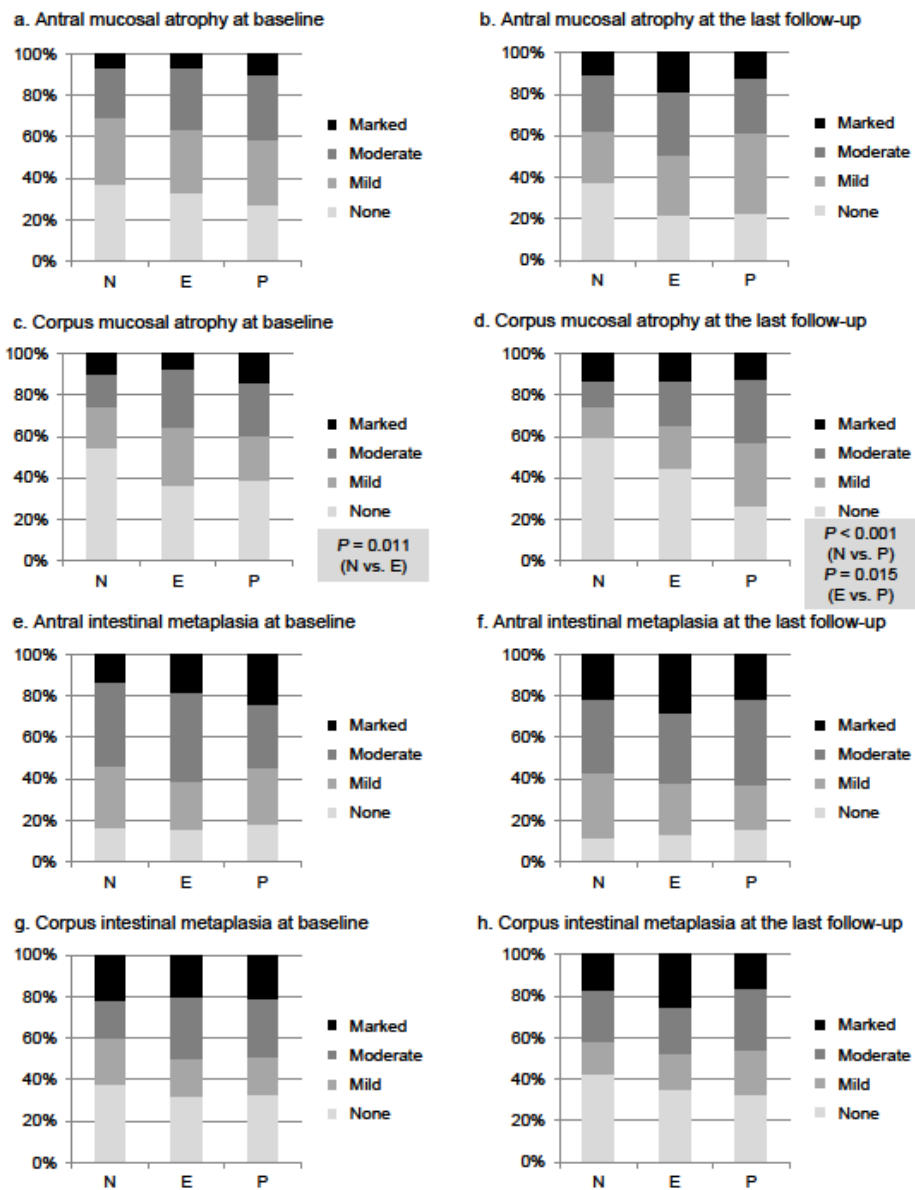 a. Antral mucosal atrophy at baseline
100%
80%
60%
40%
20%
0%
N E P
Marked
Moderate
Mild
None
b. Antral mucosal atrophy at the last follow-up
100%
80%
60%
40%
20%
0%
N E P
Marked
Moderate
Mild
None
c. Corpus mucosal atrophy at baseline
100%
80%
60%
40%
20%
0%
N E P
Marked
Moderate
Mild
None
P = 0.011
(N vs. E)
d. Corpus mucosal atrophy at the last follow-up
100%
80%
60%
40%
20%
0%
N E P
Marked
Moderate
Mild
None
P < 0.001
(N vs. P)
P = 0.015
(E vs. P)
e. Antral intestinal metaplasia at baseline
100%
80%
60%
40%
20%
0%
N E P
Marked
Moderate
Mild
None
f. Antral intestinal metaplasia at the last follow-up
100%
80%
60%
40%
20%
0%
N E P
Marked
Moderate
Mild
None
g. Corpus intestinal metaplasia at baseline
100%
80%
60%
40%
20%
0%
N E P
Marked
Moderate
Mild
None
h. Corpus intestinal metaplasia at the last follow-up
100%
80%
60%
40%
20%
0%
N E P
Marked
Moderate
Mild
None